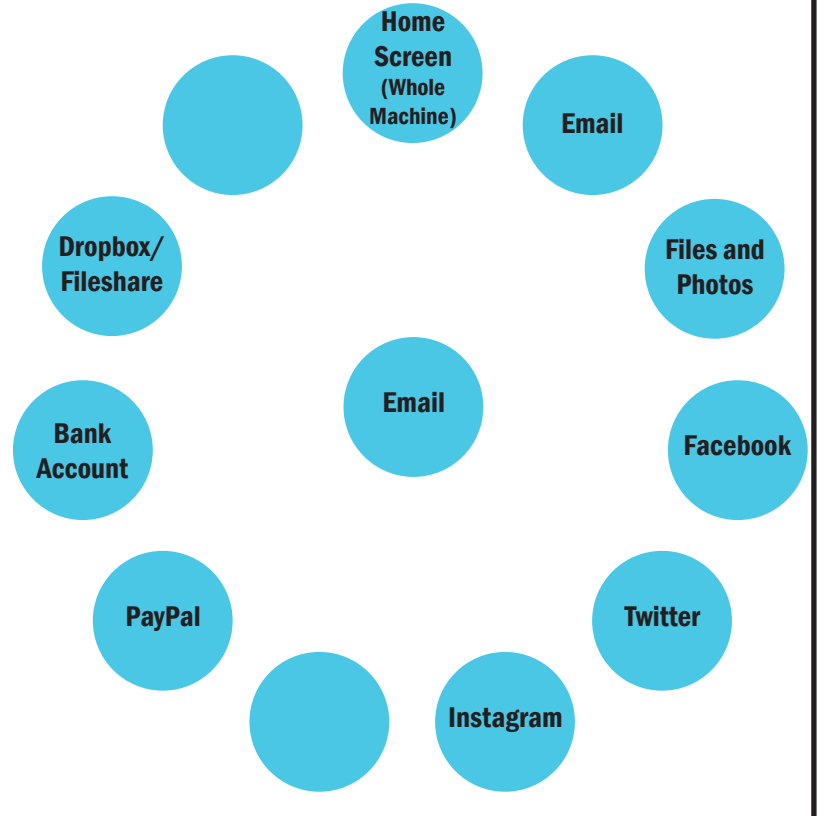 Home
Screen
(Whole
Machine)
Email
Files and
Photos
Facebook
Twitter
Instagram
PayPal
Bank
Account
Dropbox/
Fileshare
Email